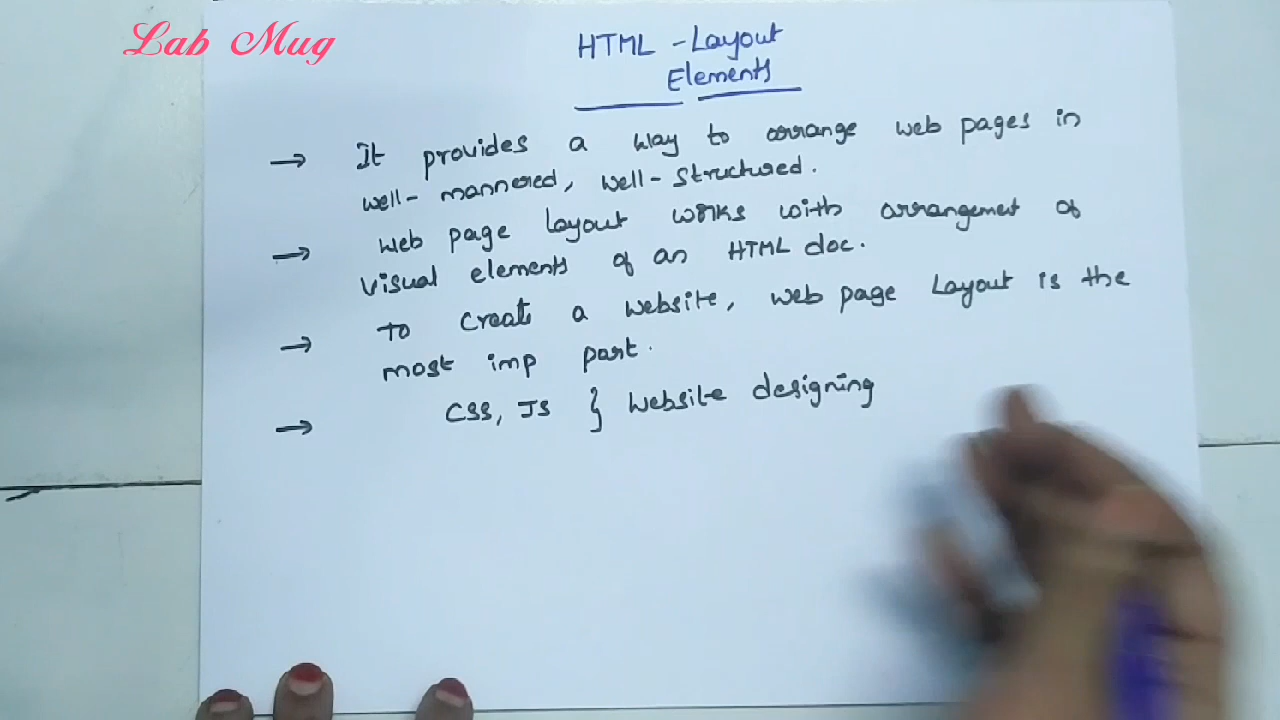 Lab Mug
HTML - Layout
Elements
→ It provides a way to arrange web pages in
well-mannered, well-structured.
→ Web page layout works with arrangement of
visual elements of an HTML doc.
→ To create a website, web page Layout is the
most imp part.
→ CSS, JS } Website designing